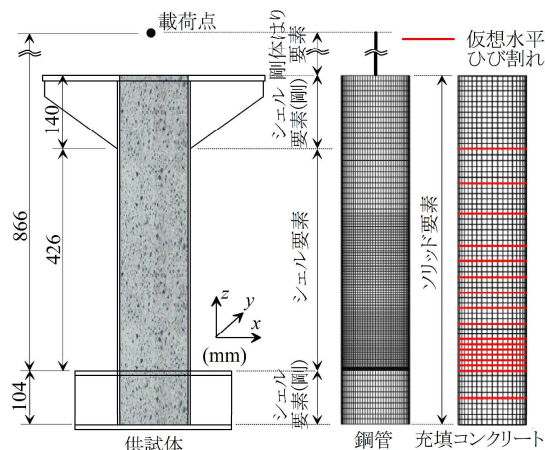 載荷点
剛体はり
要素
仮想水平
ひび割れ
140
シェル
要素(剛)
866
426
シェル要素
ソリッド要素
z
y
x
(mm)
104
シェル
要素(剛)
供試体
鋼管
充填コンクリート